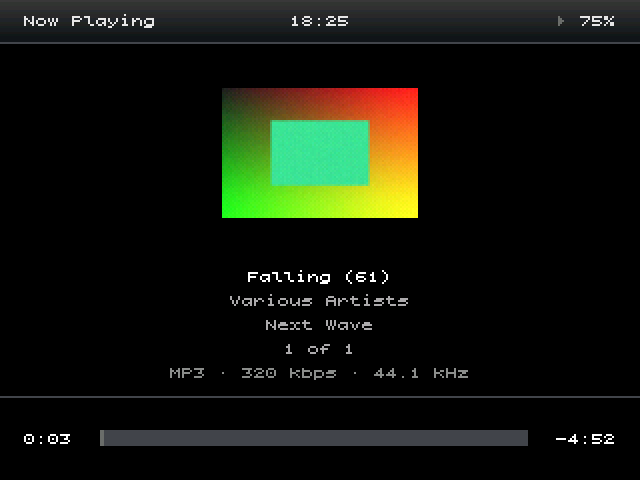 Now Playing 18:25 75%
Falling (61)
Various Artists
Next Wave
1 of 1
MP3 · 320 kbps · 44.1 kHz
0:03 -4:52